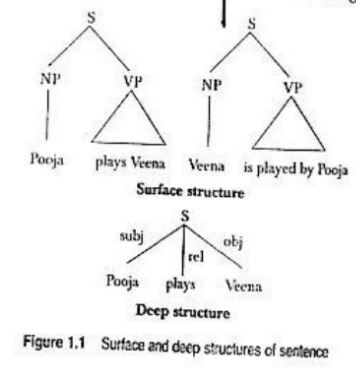 S S
NP VP NP VP
Pooja plays Veena Veena is played by Pooja
Surface structure
S
subj rel obj
Pooja plays Veena
Deep structure
Figure 1.1 Surface and deep structures of sentence